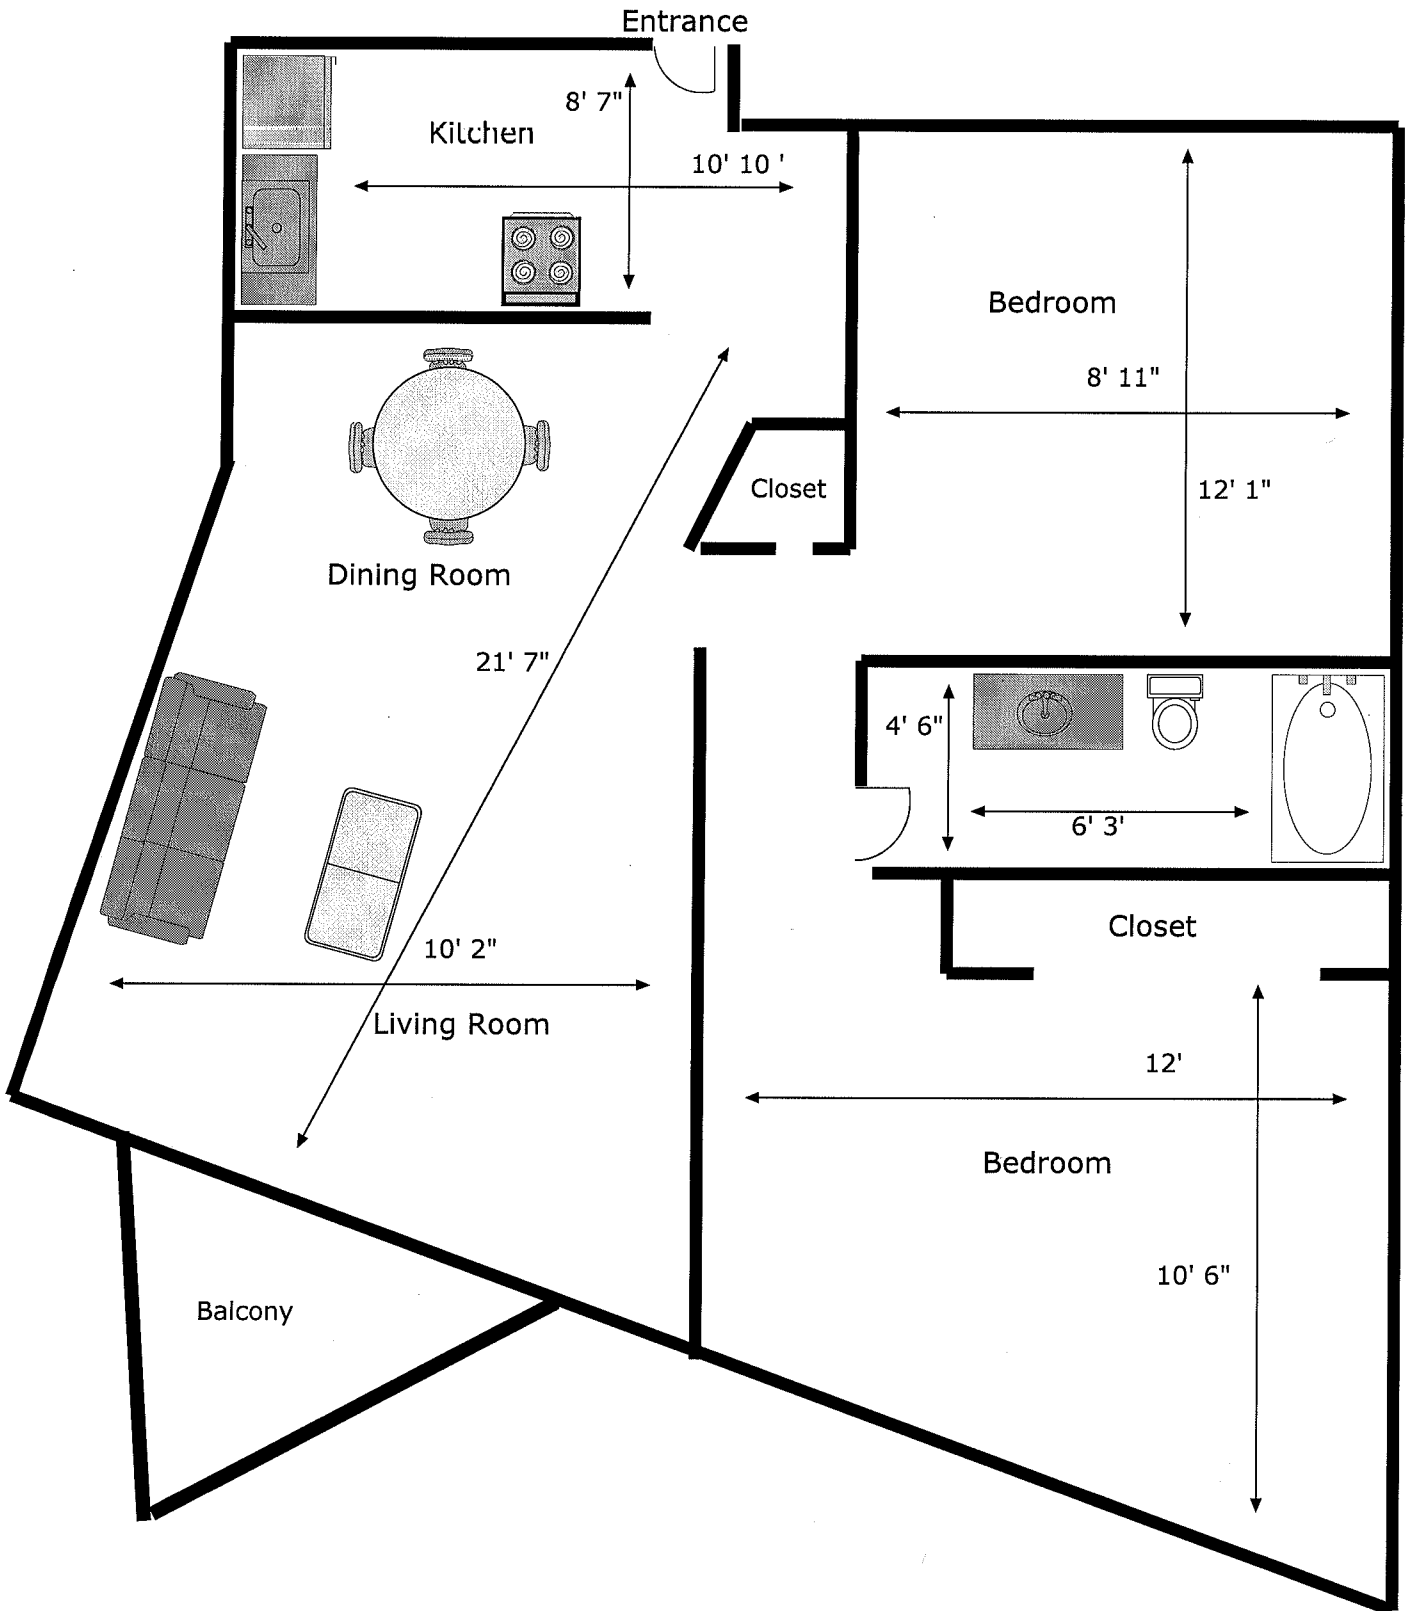 Entrance
8' 7"
Kitchen
10' 10 '
Bedroom
8' 11"
Closet
12' 1"
Dining Room
21' 7"
4' 6"
6' 3'
Closet
10' 2"
Living Room
12'
Bedroom
10' 6"
Balcony